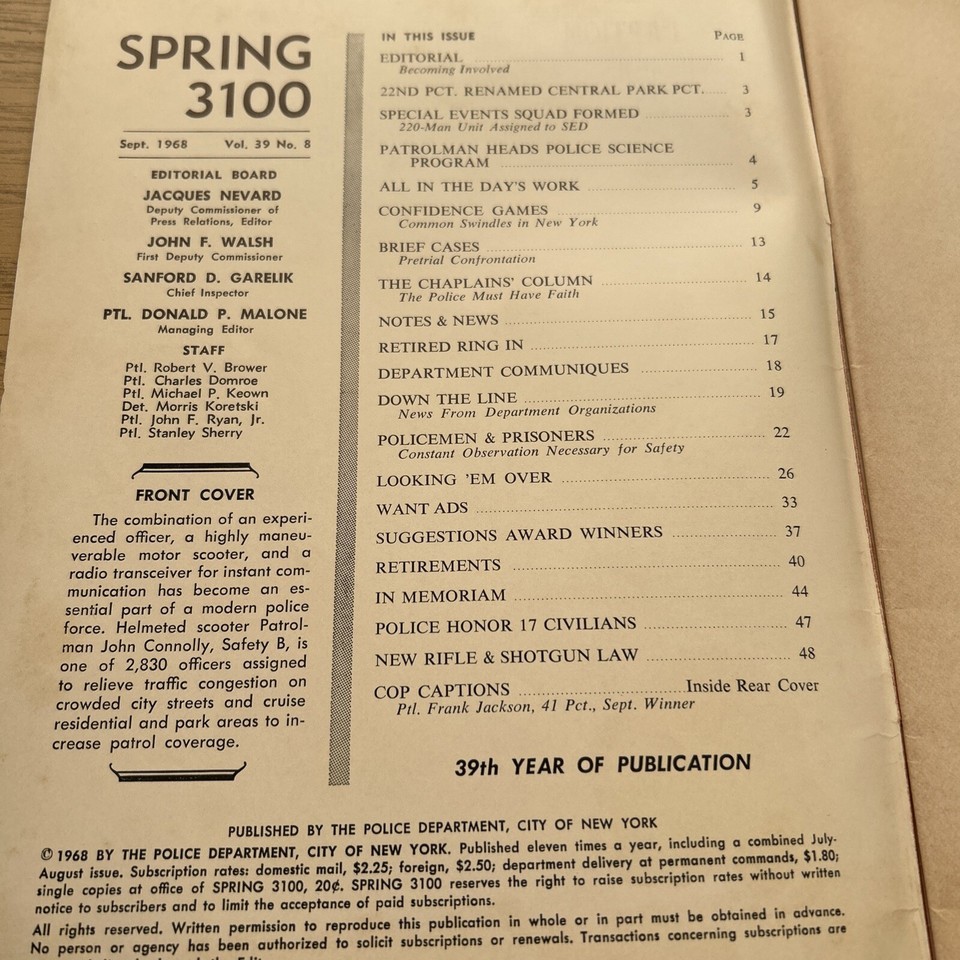 SPRING
3100
Sept. 1968 Vol. 39 No. 8
EDITORIAL BOARD
JACQUES NEVARD
Deputy Commissioner of
Press Relations, Editor
JOHN F. WALSH
First Deputy Commissioner
SANFORD D. GARELIK
Chief Inspector
PTL. DONALD P. MALONE
Managing Editor
STAFF
Ptl. Robert V. Brower
Ptl. Charles Domroe
Ptl. Michael P. Keown
Det. Morris Koretski
Ptl. John F. Ryan, Jr.
Ptl. Stanley Sherry
FRONT COVER
The combination of an experi-
enced officer, a highly maneu-
verable motor scooter, and a
radio transceiver for instant com-
munication has become an es-
sential part of a modern police
force. Helmeted scooter Patrol-
man John Connolly, Safety B, is
one of 2,830 officers assigned
to relieve traffic congestion on
crowded city streets and cruise
residential and park areas to in-
crease patrol coverage.
IN THIS ISSUE PAGE
EDITORIAL 1
Becoming Involved
22ND PCT. RENAMED CENTRAL PARK PCT. 3
SPECIAL EVENTS SQUAD FORMED 3
220-Man Unit Assigned to SED
PATROLMAN HEADS POLICE SCIENCE
PROGRAM 4
ALL IN THE DAY'S WORK 5
CONFIDENCE GAMES 9
Common Swindles in New York
BRIEF CASES 13
Pretrial Confrontation
THE CHAPLAINS' COLUMN 14
The Police Must Have Faith
NOTES & NEWS 15
RETIRED RING IN 17
DEPARTMENT COMMUNIQUES 18
DOWN THE LINE 19
News From Department Organizations
POLICEMEN & PRISONERS 22
Constant Observation Necessary for Safety
LOOKING 'EM OVER 26
WANT ADS 33
SUGGESTIONS AWARD WINNERS 37
RETIREMENTS 40
IN MEMORIAM 44
POLICE HONOR 17 CIVILIANS 47
NEW RIFLE & SHOTGUN LAW 48
COP CAPTIONS Inside Rear Cover
Ptl. Frank Jackson, 41 Pct., Sept. Winner
39th YEAR OF PUBLICATION
PUBLISHED BY THE POLICE DEPARTMENT, CITY OF NEW YORK
© 1968 BY THE POLICE DEPARTMENT, CITY OF NEW YORK. Published eleven times a year, including a combined July-
August issue. Subscription rates: domestic mail, $2.25; foreign, $2.50; department delivery at permanent commands, $1.80;
single copies at office of SPRING 3100, 20¢. SPRING 3100 reserves the right to raise subscription rates without written
notice to subscribers and to limit the acceptance of paid subscriptions.
All rights reserved. Written permission to reproduce this publication in whole or in part must be obtained in advance.
No person or agency has been authorized to solicit subscriptions or renewals. Transactions concerning subscriptions are